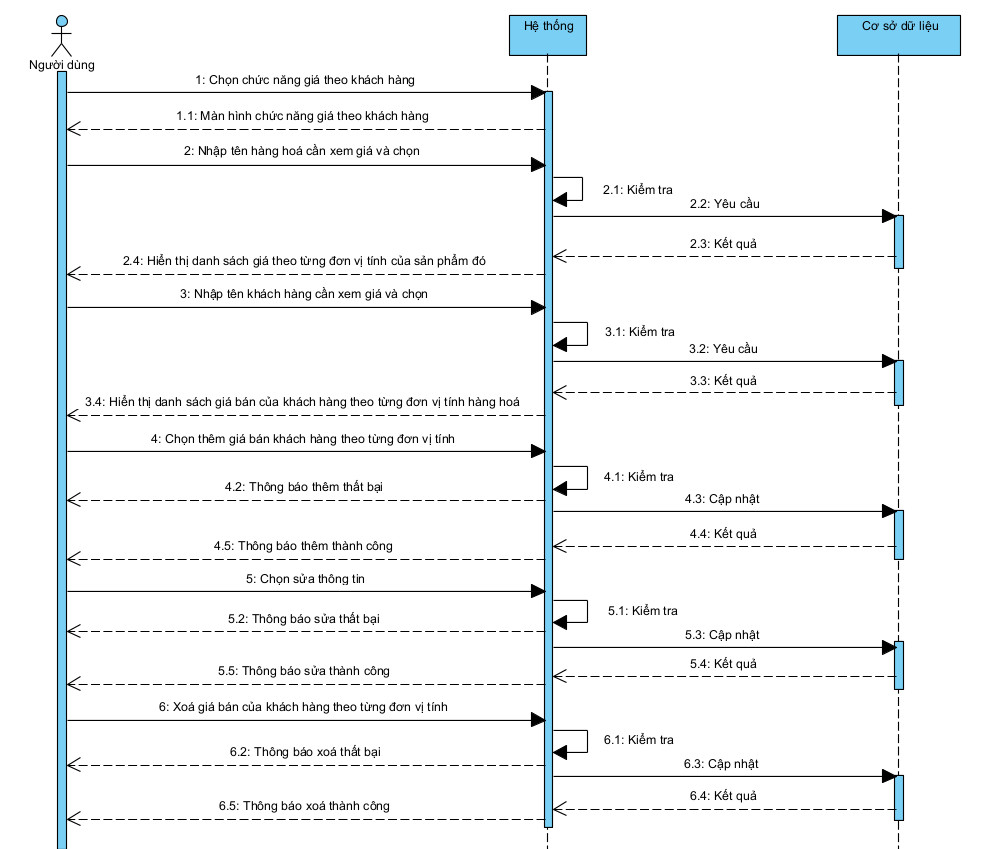 Hệ thống
Cơ sở dữ liệu
Người dùng
1: Chọn chức năng giá theo khách hàng
1.1: Màn hình chức năng giá theo khách hàng
2: Nhập tên hàng hoá cần xem giá và chọn
2.1: Kiểm tra
2.2: Yêu cầu
2.3: Kết quả
2.4: Hiển thị danh sách giá theo từng đơn vị tính của sản phẩm đó
3: Nhập tên khách hàng cần xem giá và chọn
3.1: Kiểm tra
3.2: Yêu cầu
3.3: Kết quả
3.4: Hiển thị danh sách giá bán của khách hàng theo từng đơn vị tính hàng hoá
4: Chọn thêm giá bán khách hàng theo từng đơn vị tính
4.1: Kiểm tra
4.2: Thông báo thêm thất bại
4.3: Cập nhật
4.4: Kết quả
4.5: Thông báo thêm thành công
5: Chọn sửa thông tin
5.1: Kiểm tra
5.2: Thông báo sửa thất bại
5.3: Cập nhật
5.4: Kết quả
5.5: Thông báo sửa thành công
6: Xoá giá bán của khách hàng theo từng đơn vị tính
6.1: Kiểm tra
6.2: Thông báo xoá thất bại
6.3: Cập nhật
6.4: Kết quả
6.5: Thông báo xoá thành công